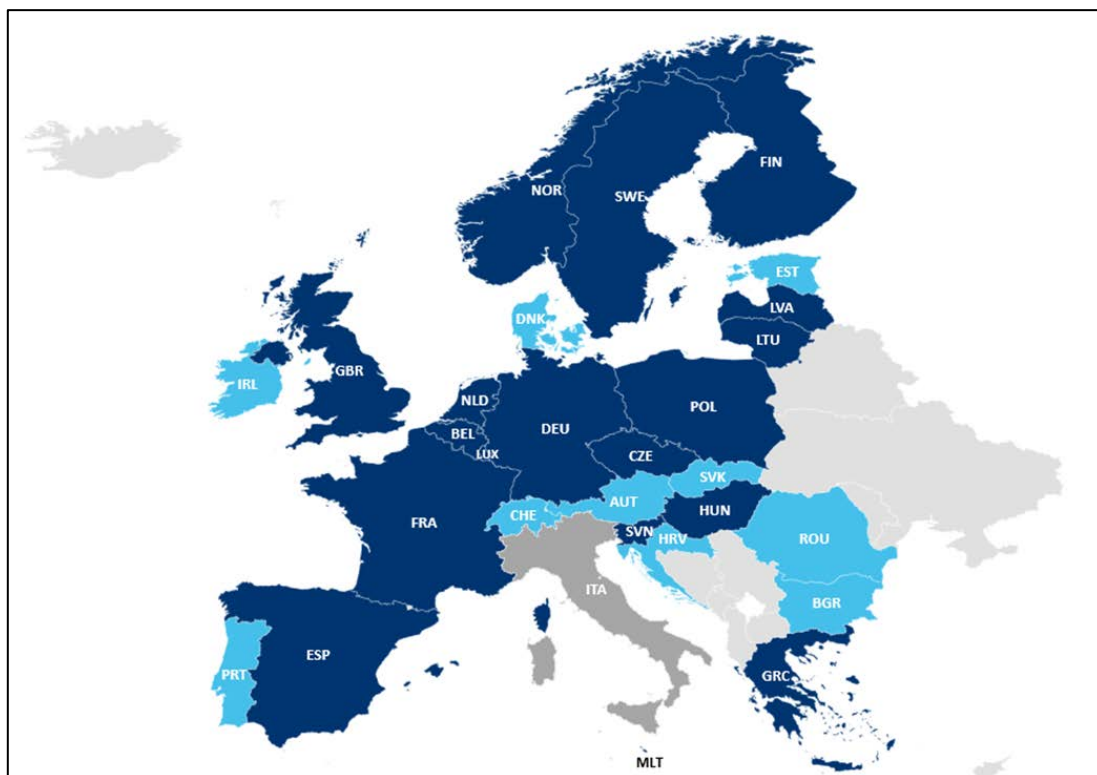 FIN
NOR
SWE
EST
LVA
DNK
LTU
IRL
GBR
NLD
POL
BEL
DEU
LUX
CZE
SVK
AUT
HUN
CHE
FRA
SVN
HRV
ROU
ITA
BGR
ESP
PRT
GRC
MLT